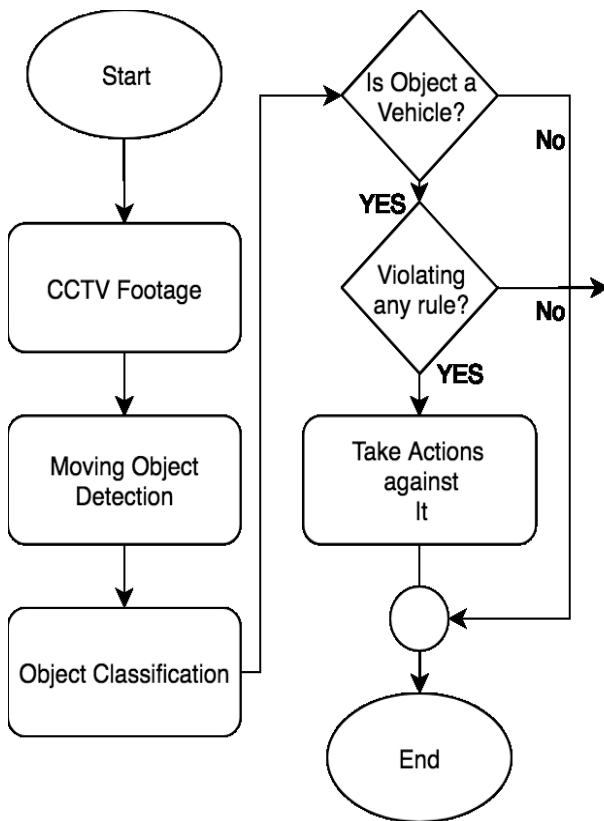 Start
CCTV Footage
Moving Object
Detection
Object Classification
Is Object a
Vehicle?
No
YES
Violating
any rule?
No
YES
Take Actions
against
It
End